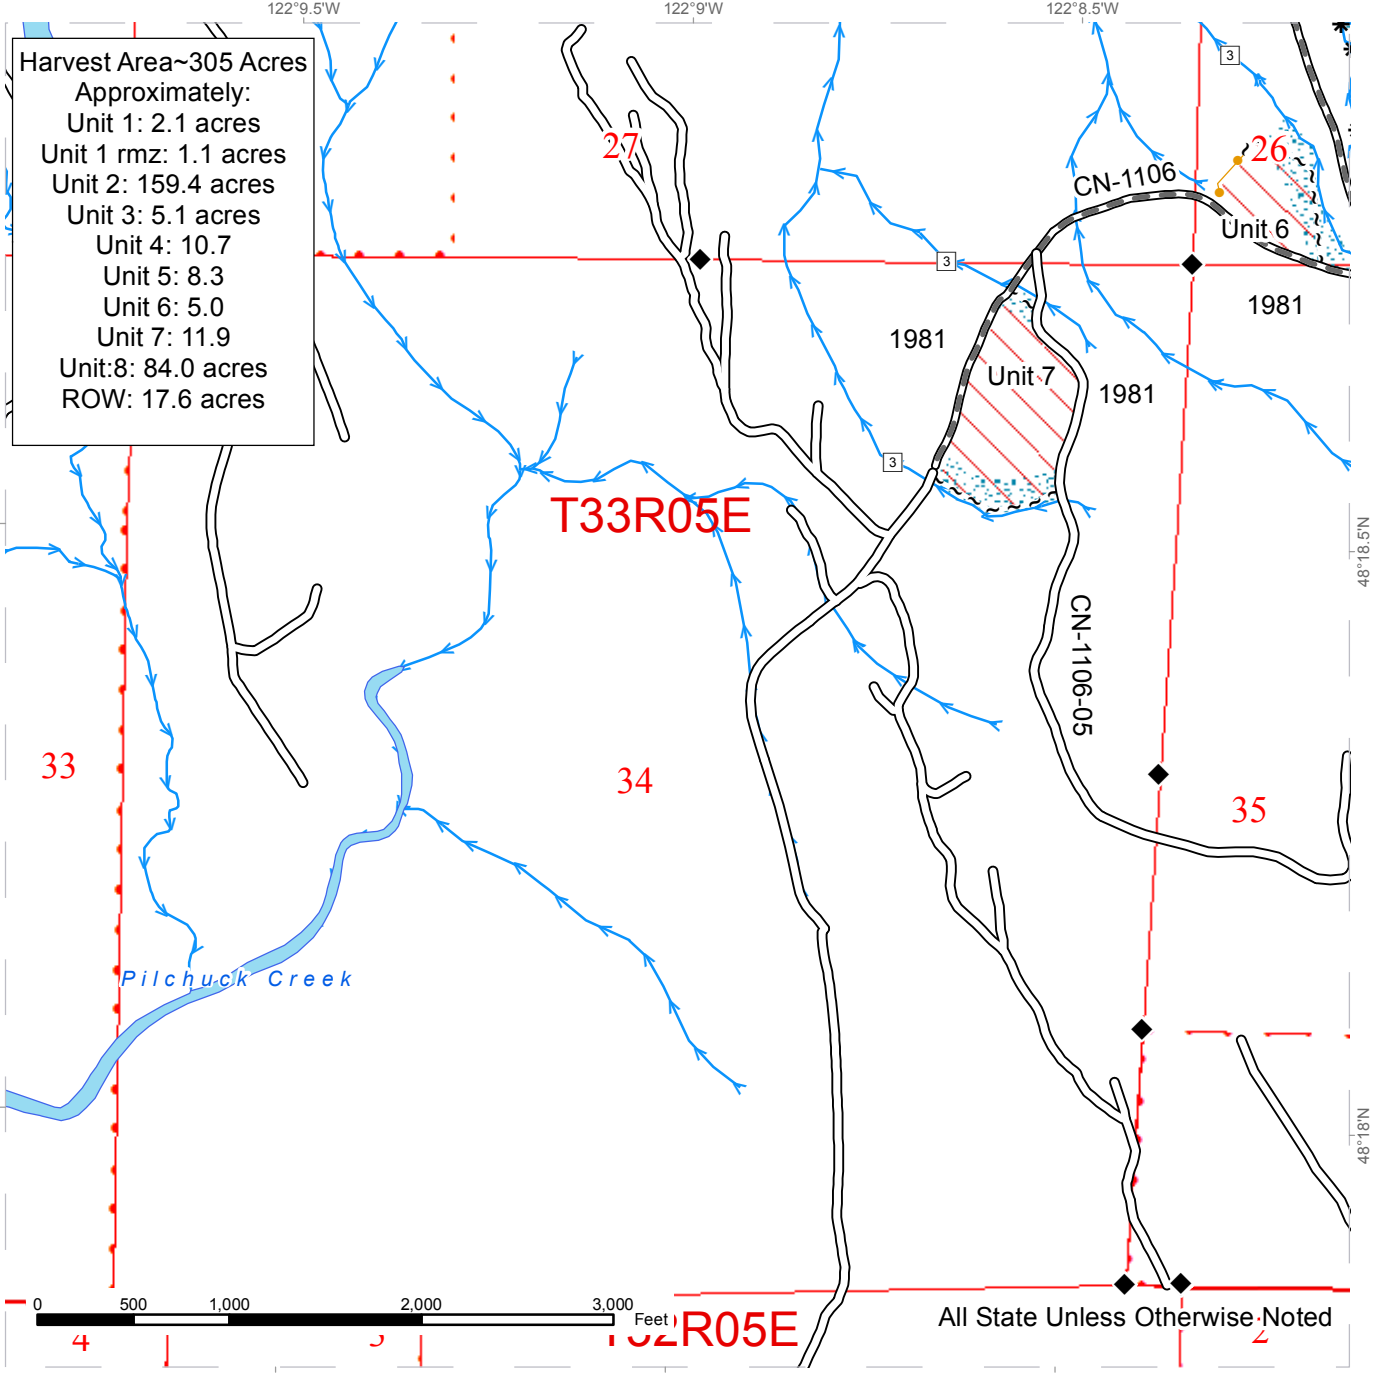 122°9.5'W
122°9'W
122°8.5'W
Harvest Area~305 Acres
Approximately:
Unit 1: 2.1 acres
Unit 1 rmz: 1.1 acres
Unit 2: 159.4 acres
Unit 3: 5.1 acres
Unit 4: 10.7
Unit 5: 8.3
Unit 6: 5.0
Unit 7: 11.9
Unit:8: 84.0 acres
ROW: 17.6 acres
3
27
26
CN-1106
Unit 6
3
1981
1981
Unit 7
1981
3
T33R05E
48°18.5'N
CN-1106-05
33
34
35
Pilchuck Creek
48°18'N
0
500
1,000
2,000
3,000
Feet
All State Unless Otherwise Noted
4
T32R05E
2